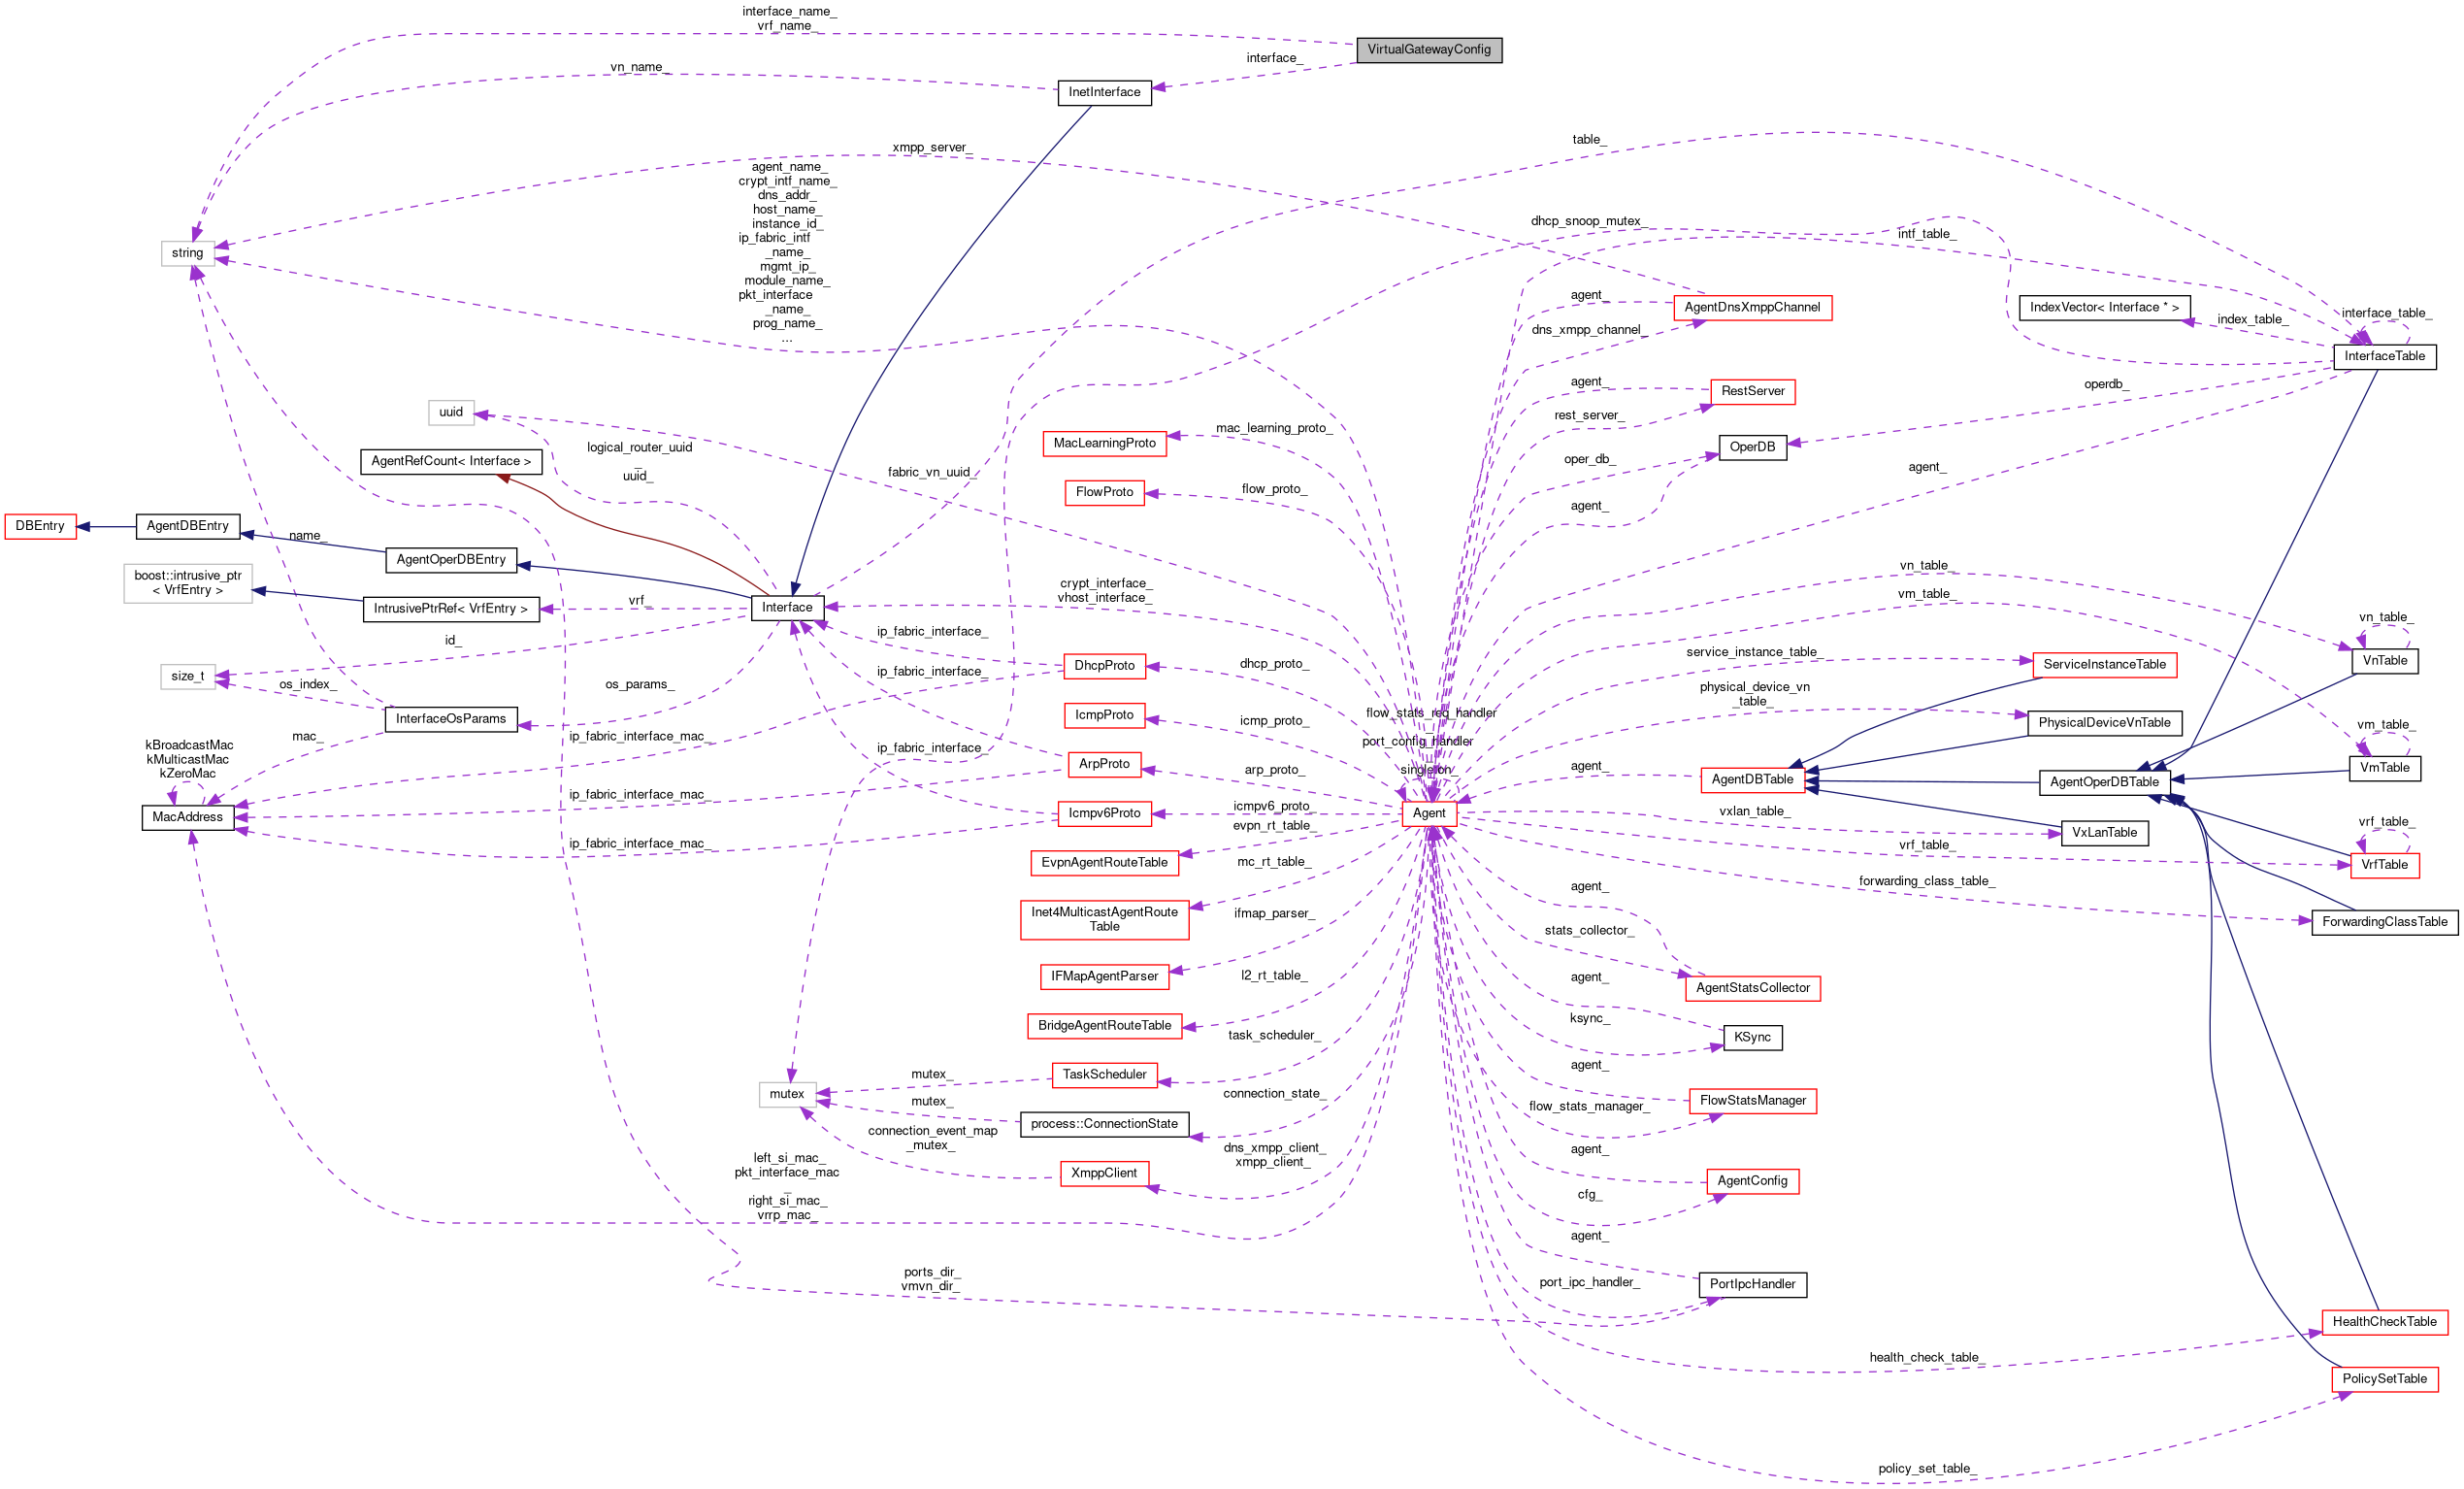 interface_name_
vrf_name_
VirtualGatewayConfig
interface_
vn_name_
InetInterface
table_
xmpp_server_
agent_name_
crypt_intf_name_
dns_addr_
host_name_
instance_id_
ip_fabric_intf
_name_
mgmt_ip_
module_name_
pkt_interface
_name_
prog_name_
...
dhcp_snoop_mutex_
intf_table_
string
agent_
AgentDnsXmppChannel
IndexVector< Interface * >
interface_table_
index_table_
dns_xmpp_channel_
InterfaceTable
agent_
RestServer
operdb_
uuid
rest_server_
mac_learning_proto_
MacLearningProto
logical_router_uuid
_
uuid_
AgentRefCount< Interface >
OperDB
oper_db_
agent_
fabric_vn_uuid_
flow_proto_
FlowProto
agent_
DBEntry
AgentDBEntry
name_
AgentOperDBEntry
vn_table_
boost::intrusive_ptr
< VrfEntry >
IntrusivePtrRef< VrfEntry >
vrf_
Interface
crypt_interface_
vhost_interface_
vm_table_
vn_table_
id_
ip_fabric_interface_
DhcpProto
dhcp_proto_
service_instance_table_
ServiceInstanceTable
VnTable
size_t
os_index_
os_params_
ip_fabric_interface_
physical_device_vn
_table_
InterfaceOsParams
IcmpProto
icmp_proto_
flow_stats_req_handler
_
port_config_handler
_
singleton_
PhysicalDeviceVnTable
vm_table_
mac_
ip_fabric_interface_mac_
ip_fabric_interface_
kBroadcastMac
kMulticastMac
kZeroMac
ArpProto
arp_proto_
agent_
AgentDBTable
AgentOperDBTable
VmTable
ip_fabric_interface_mac_
MacAddress
Icmpv6Proto
icmpv6_proto_
Agent
vxlan_table_
VxLanTable
vrf_table_
evpn_rt_table_
ip_fabric_interface_mac_
EvpnAgentRouteTable
vrf_table_
VrfTable
mc_rt_table_
agent_
forwarding_class_table_
Inet4MulticastAgentRoute
Table
ifmap_parser_
ForwardingClassTable
stats_collector_
IFMapAgentParser
l2_rt_table_
agent_
AgentStatsCollector
BridgeAgentRouteTable
ksync_
KSync
task_scheduler_
mutex_
TaskScheduler
agent_
mutex
mutex_
connection_state_
flow_stats_manager_
FlowStatsManager
process::ConnectionState
connection_event_map
_mutex_
dns_xmpp_client_
xmpp_client_
agent_
left_si_mac_
pkt_interface_mac
_
right_si_mac_
vrrp_mac_
XmppClient
AgentConfig
cfg_
agent_
ports_dir_
vmvn_dir_
port_ipc_handler_
PortIpcHandler
HealthCheckTable
health_check_table_
PolicySetTable
policy_set_table_